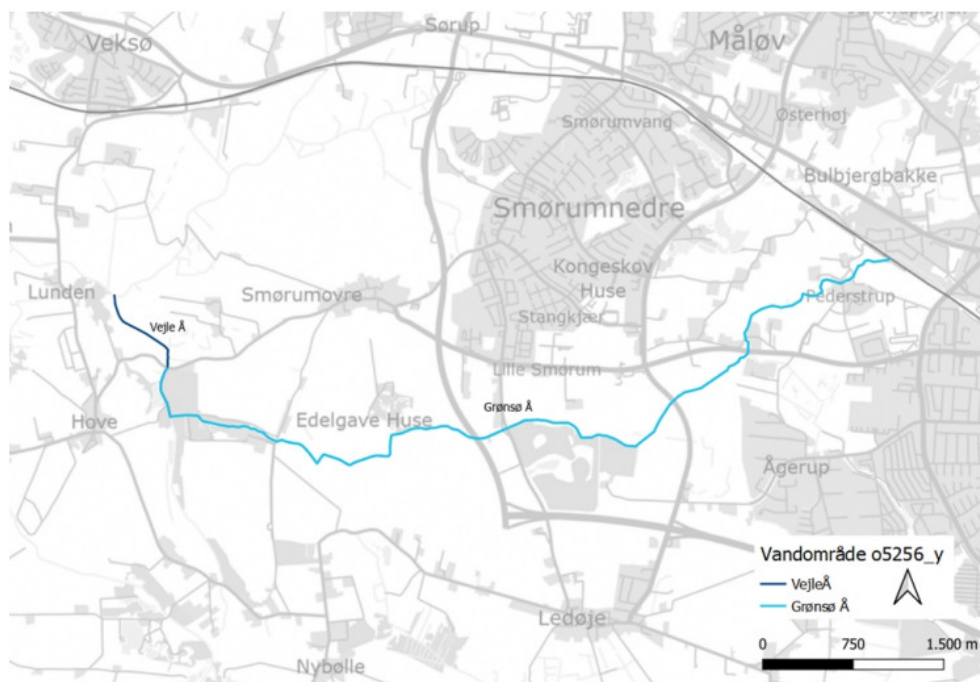 Sørup
Veksø
Måløv
Smørumvang
Østerhøj
Bulbjergbakke
Smørumnedre
Kongeskov
Huse
Lunden
Smørumovre
Pederstrup
Stangkjær
Vejle Å
Lille Smørum
Grønsø Å
Edelgave Huse
Hove
Ågerup
Vandområde o5256_y
VejleÅ
Grønsø Å
Ledøje
0 750 1.500 m
Nybølle